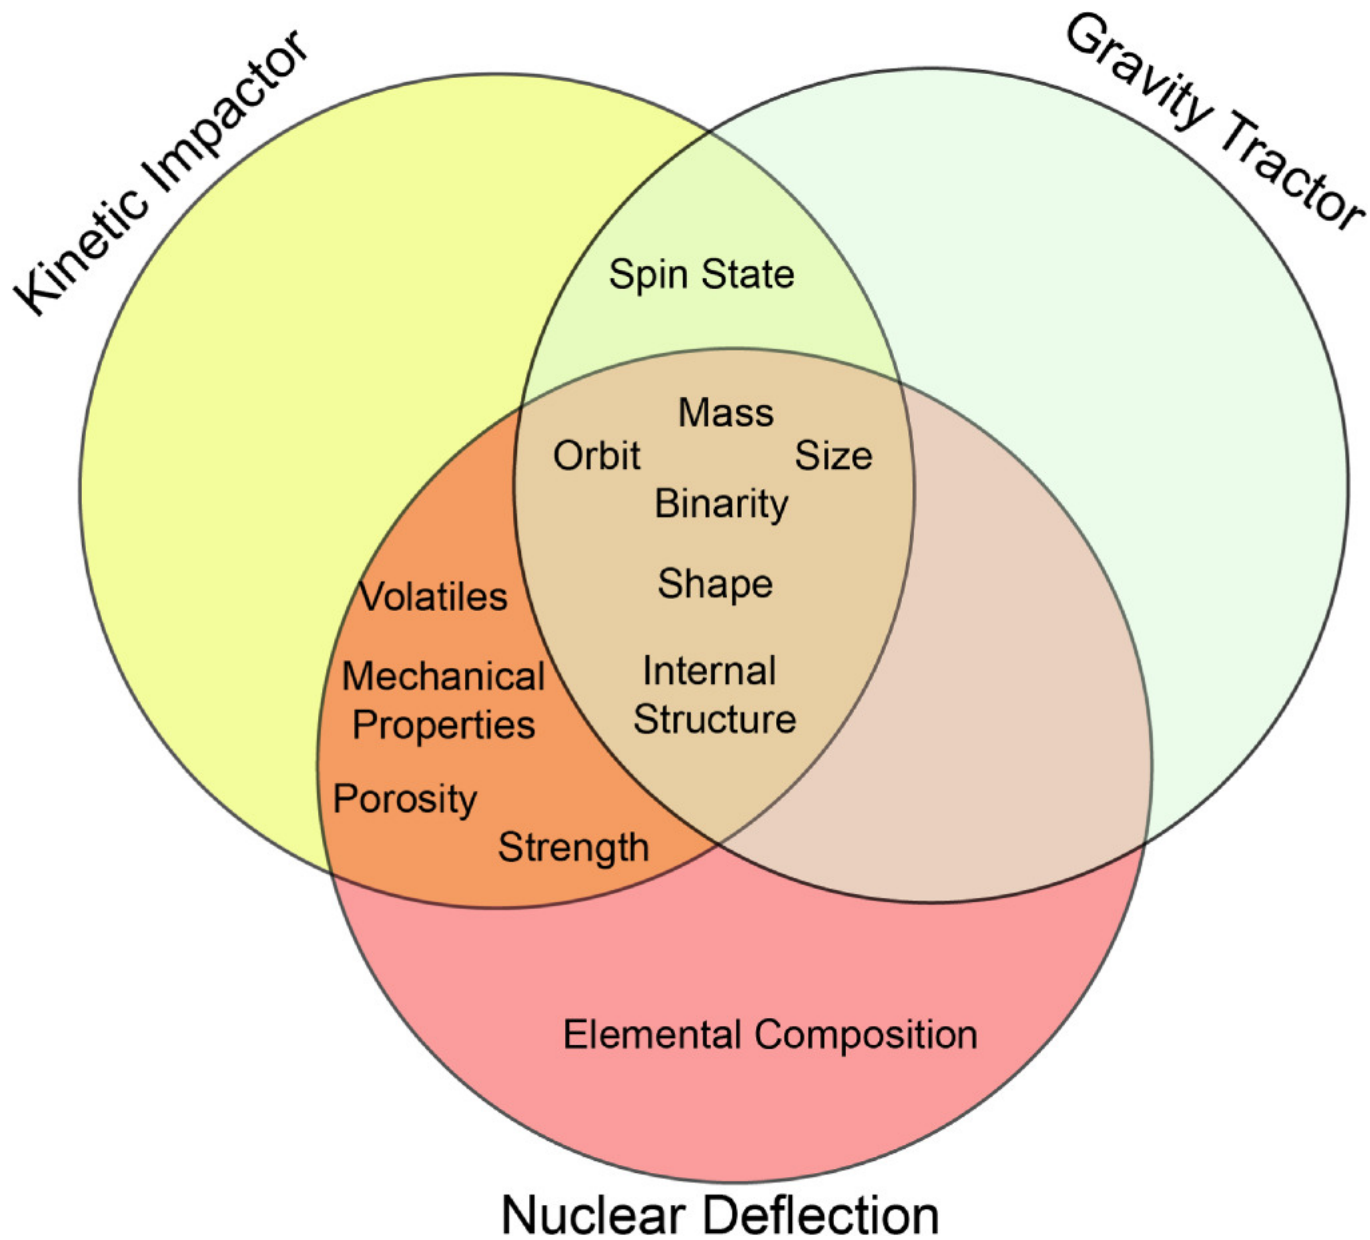 Kinetic Impactor
Gravity Tractor
Spin State
Mass
Orbit
Size
Binarity
Shape
Internal
Structure
Volatiles
Mechanical
Properties
Porosity
Strength
Elemental Composition
Nuclear Deflection